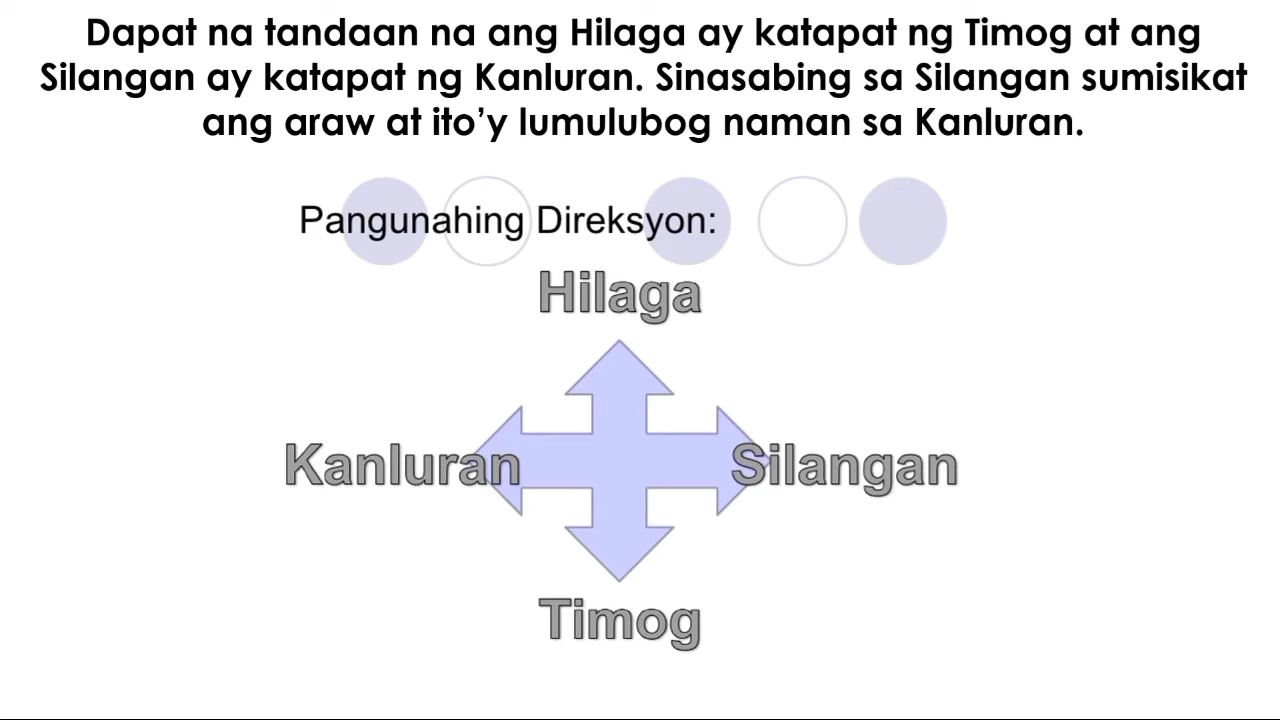 Dapat na tandaan na ang Hilaga ay katapat ng Timog at ang
Silangan ay katapat ng Kanluran. Sinasabing sa Silangan sumisikat
ang araw at ito’y lumulubog naman sa Kanluran.
Pangunahing Direksyon:
Hilaga
Kanluran
Silangan
Timog